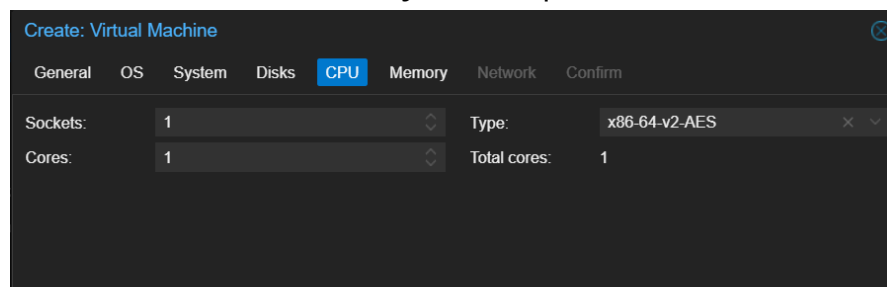 Create: Virtual Machine
General OS System Disks CPU Memory Network Confirm
Sockets: 1 Type: x86-64-v2-AES
Cores: 1 Total cores: 1